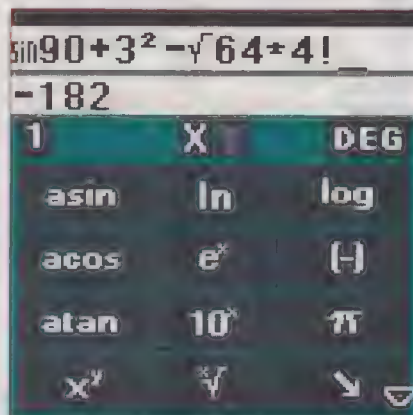 sin90+3²-√64*4!_
-182
1 X DEG
asin ln log
acos eˣ (-)
atan 10ˣ π
xʸ ˣ√ ↘